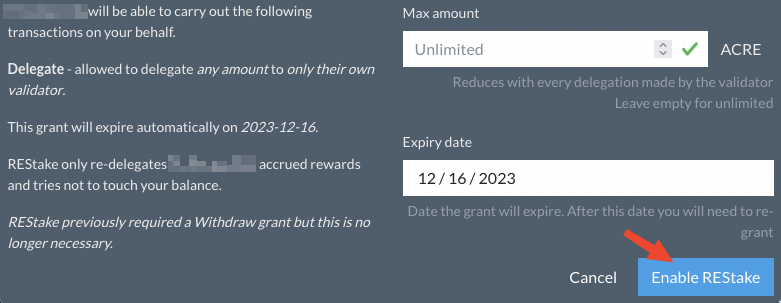 will be able to carry out the following
transactions on your behalf.
Delegate - allowed to delegate any amount to only their own
validator.
This grant will expire automatically on 2023-12-16.
REStake only re-delegates accrued rewards
and tries not to touch your balance.
REStake previously required a Withdraw grant but this is no
longer necessary.
Max amount
Unlimited
ACRE
Reduces with every delegation made by the validator
Leave empty for unlimited
Expiry date
12 / 16 / 2023
Date the grant will expire. After this date you will need to re-
grant
Cancel
Enable REStake